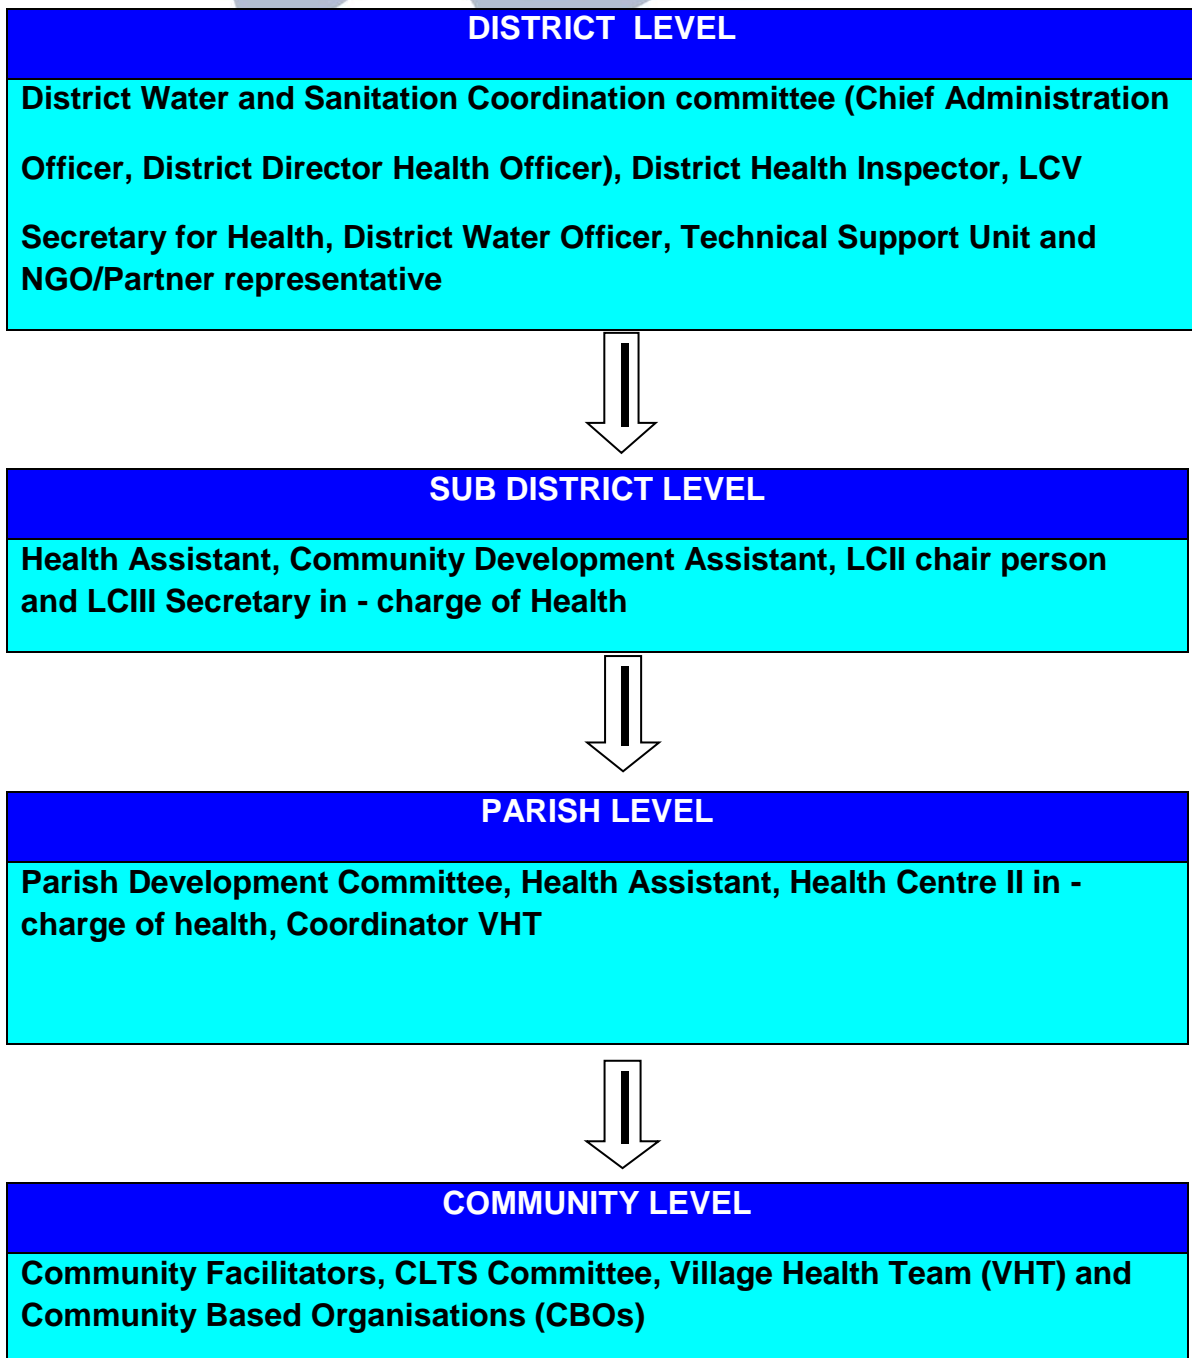 DISTRICT LEVEL
District Water and Sanitation Coordination committee (Chief Administration
Officer, District Director Health Officer), District Health Inspector, LCV
Secretary for Health, District Water Officer, Technical Support Unit and
NGO/Partner representative
SUB DISTRICT LEVEL
Health Assistant, Community Development Assistant, LCII chair person
and LCIII Secretary in - charge of Health
PARISH LEVEL
Parish Development Committee, Health Assistant, Health Centre II in -
charge of health, Coordinator VHT
COMMUNITY LEVEL
Community Facilitators, CLTS Committee, Village Health Team (VHT) and
Community Based Organisations (CBOs)